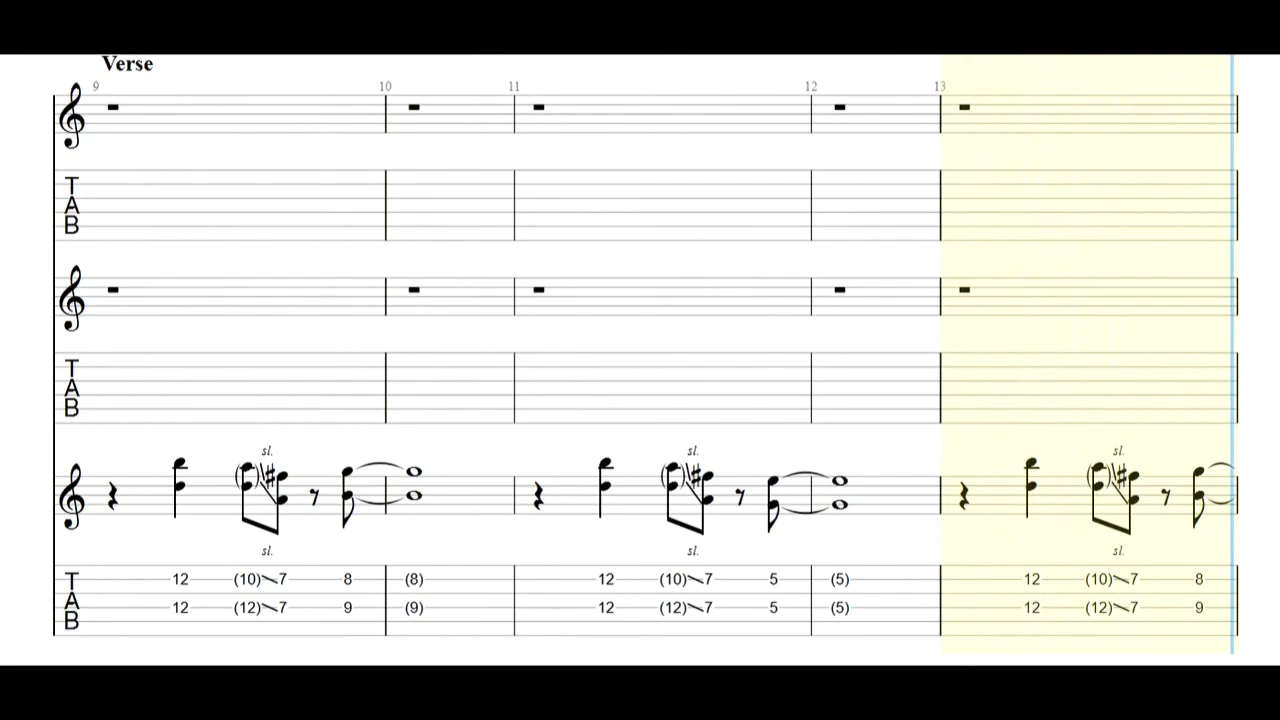 Verse
9 10 11 12 13
T
A
B
T
A
B
sl. sl. sl.
sl. sl. sl.
T 12 (10) 7 8 (8) 12 (10) 7 5 (5) 12 (10) 7 8
A 12 (12) 7 9 (9) 12 (12) 7 5 (5) 12 (12) 7 9
B